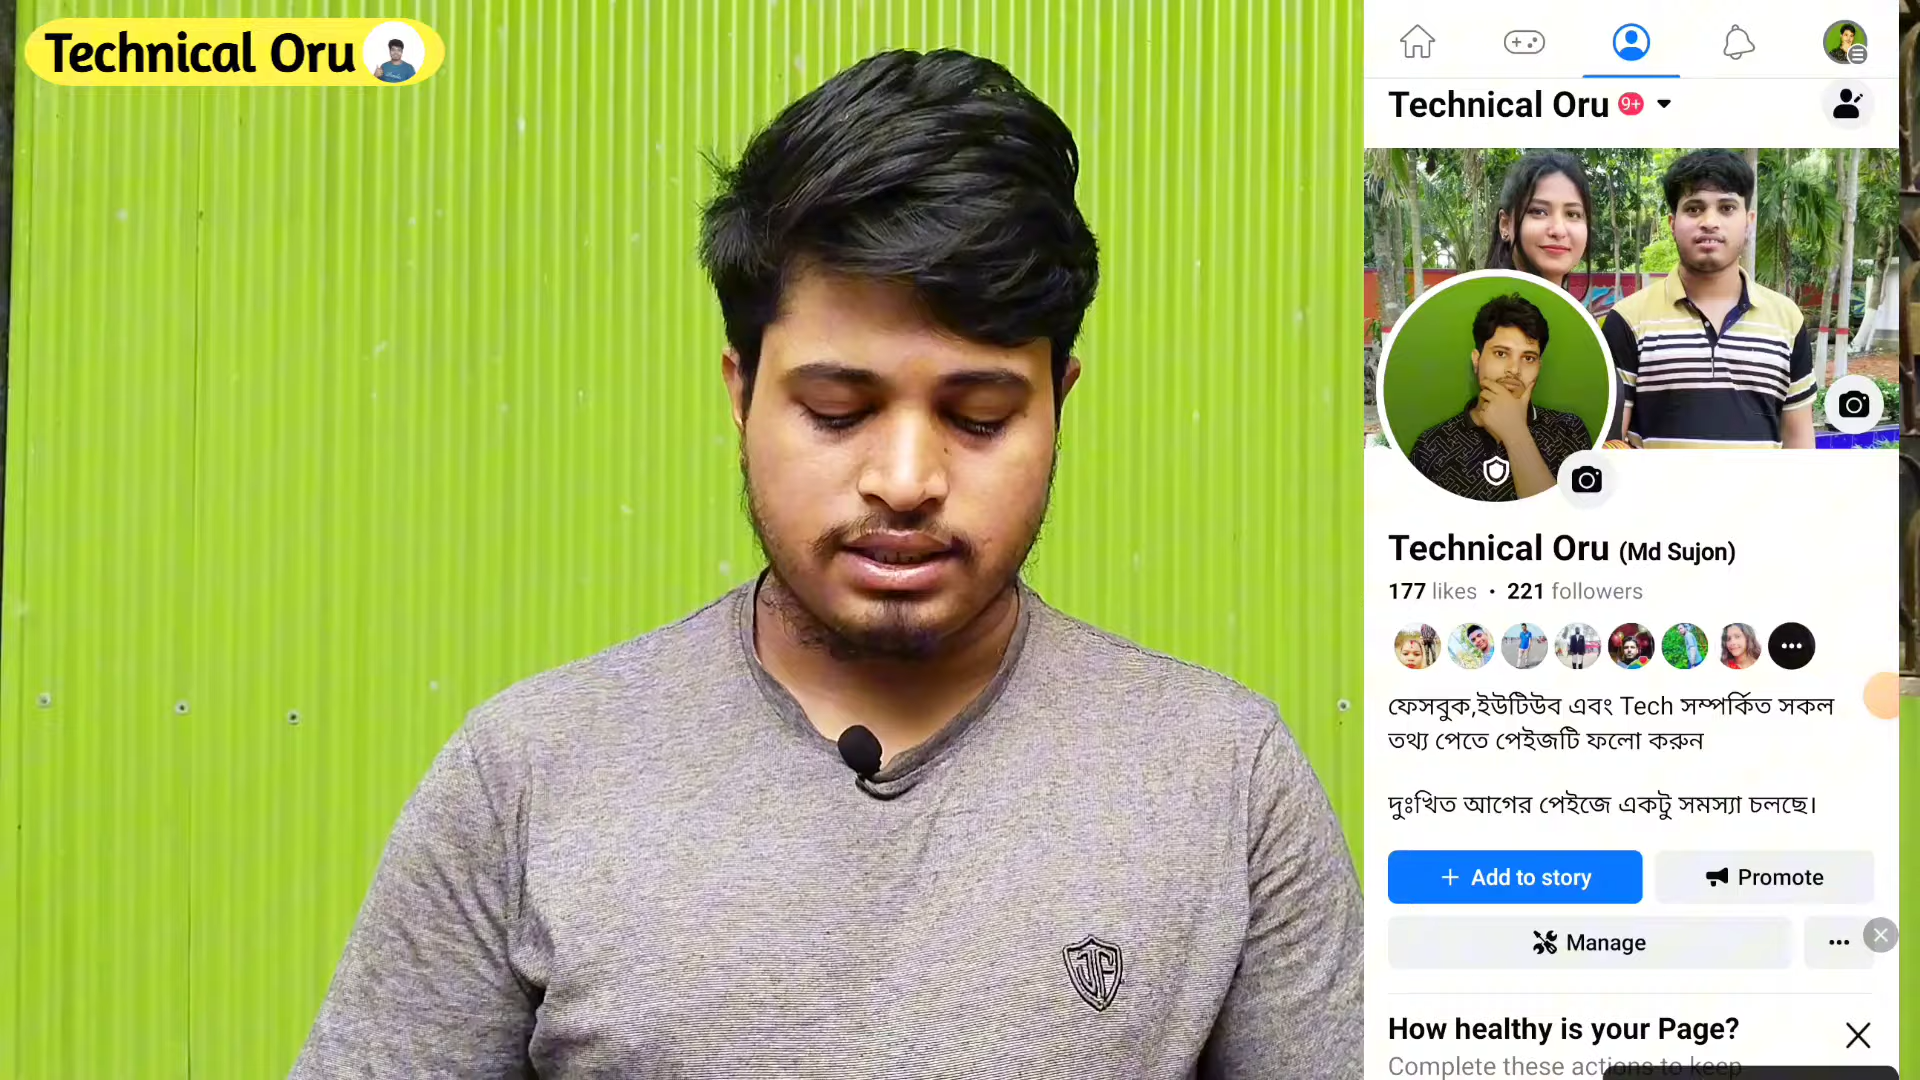 Technical Oru
Technical Oru 9+
Technical Oru (Md Sujon)
177 likes • 221 followers
ফেসবুক,ইউটিউব এবং Tech সম্পর্কিত সকল
তথ্য পেতে পেইজটি ফলো করুন
দুঃখিত আগের পেইজে একটু সমস্যা চলছে।
+ Add to story
Promote
Manage
How healthy is your Page?
Complete these actions to keep